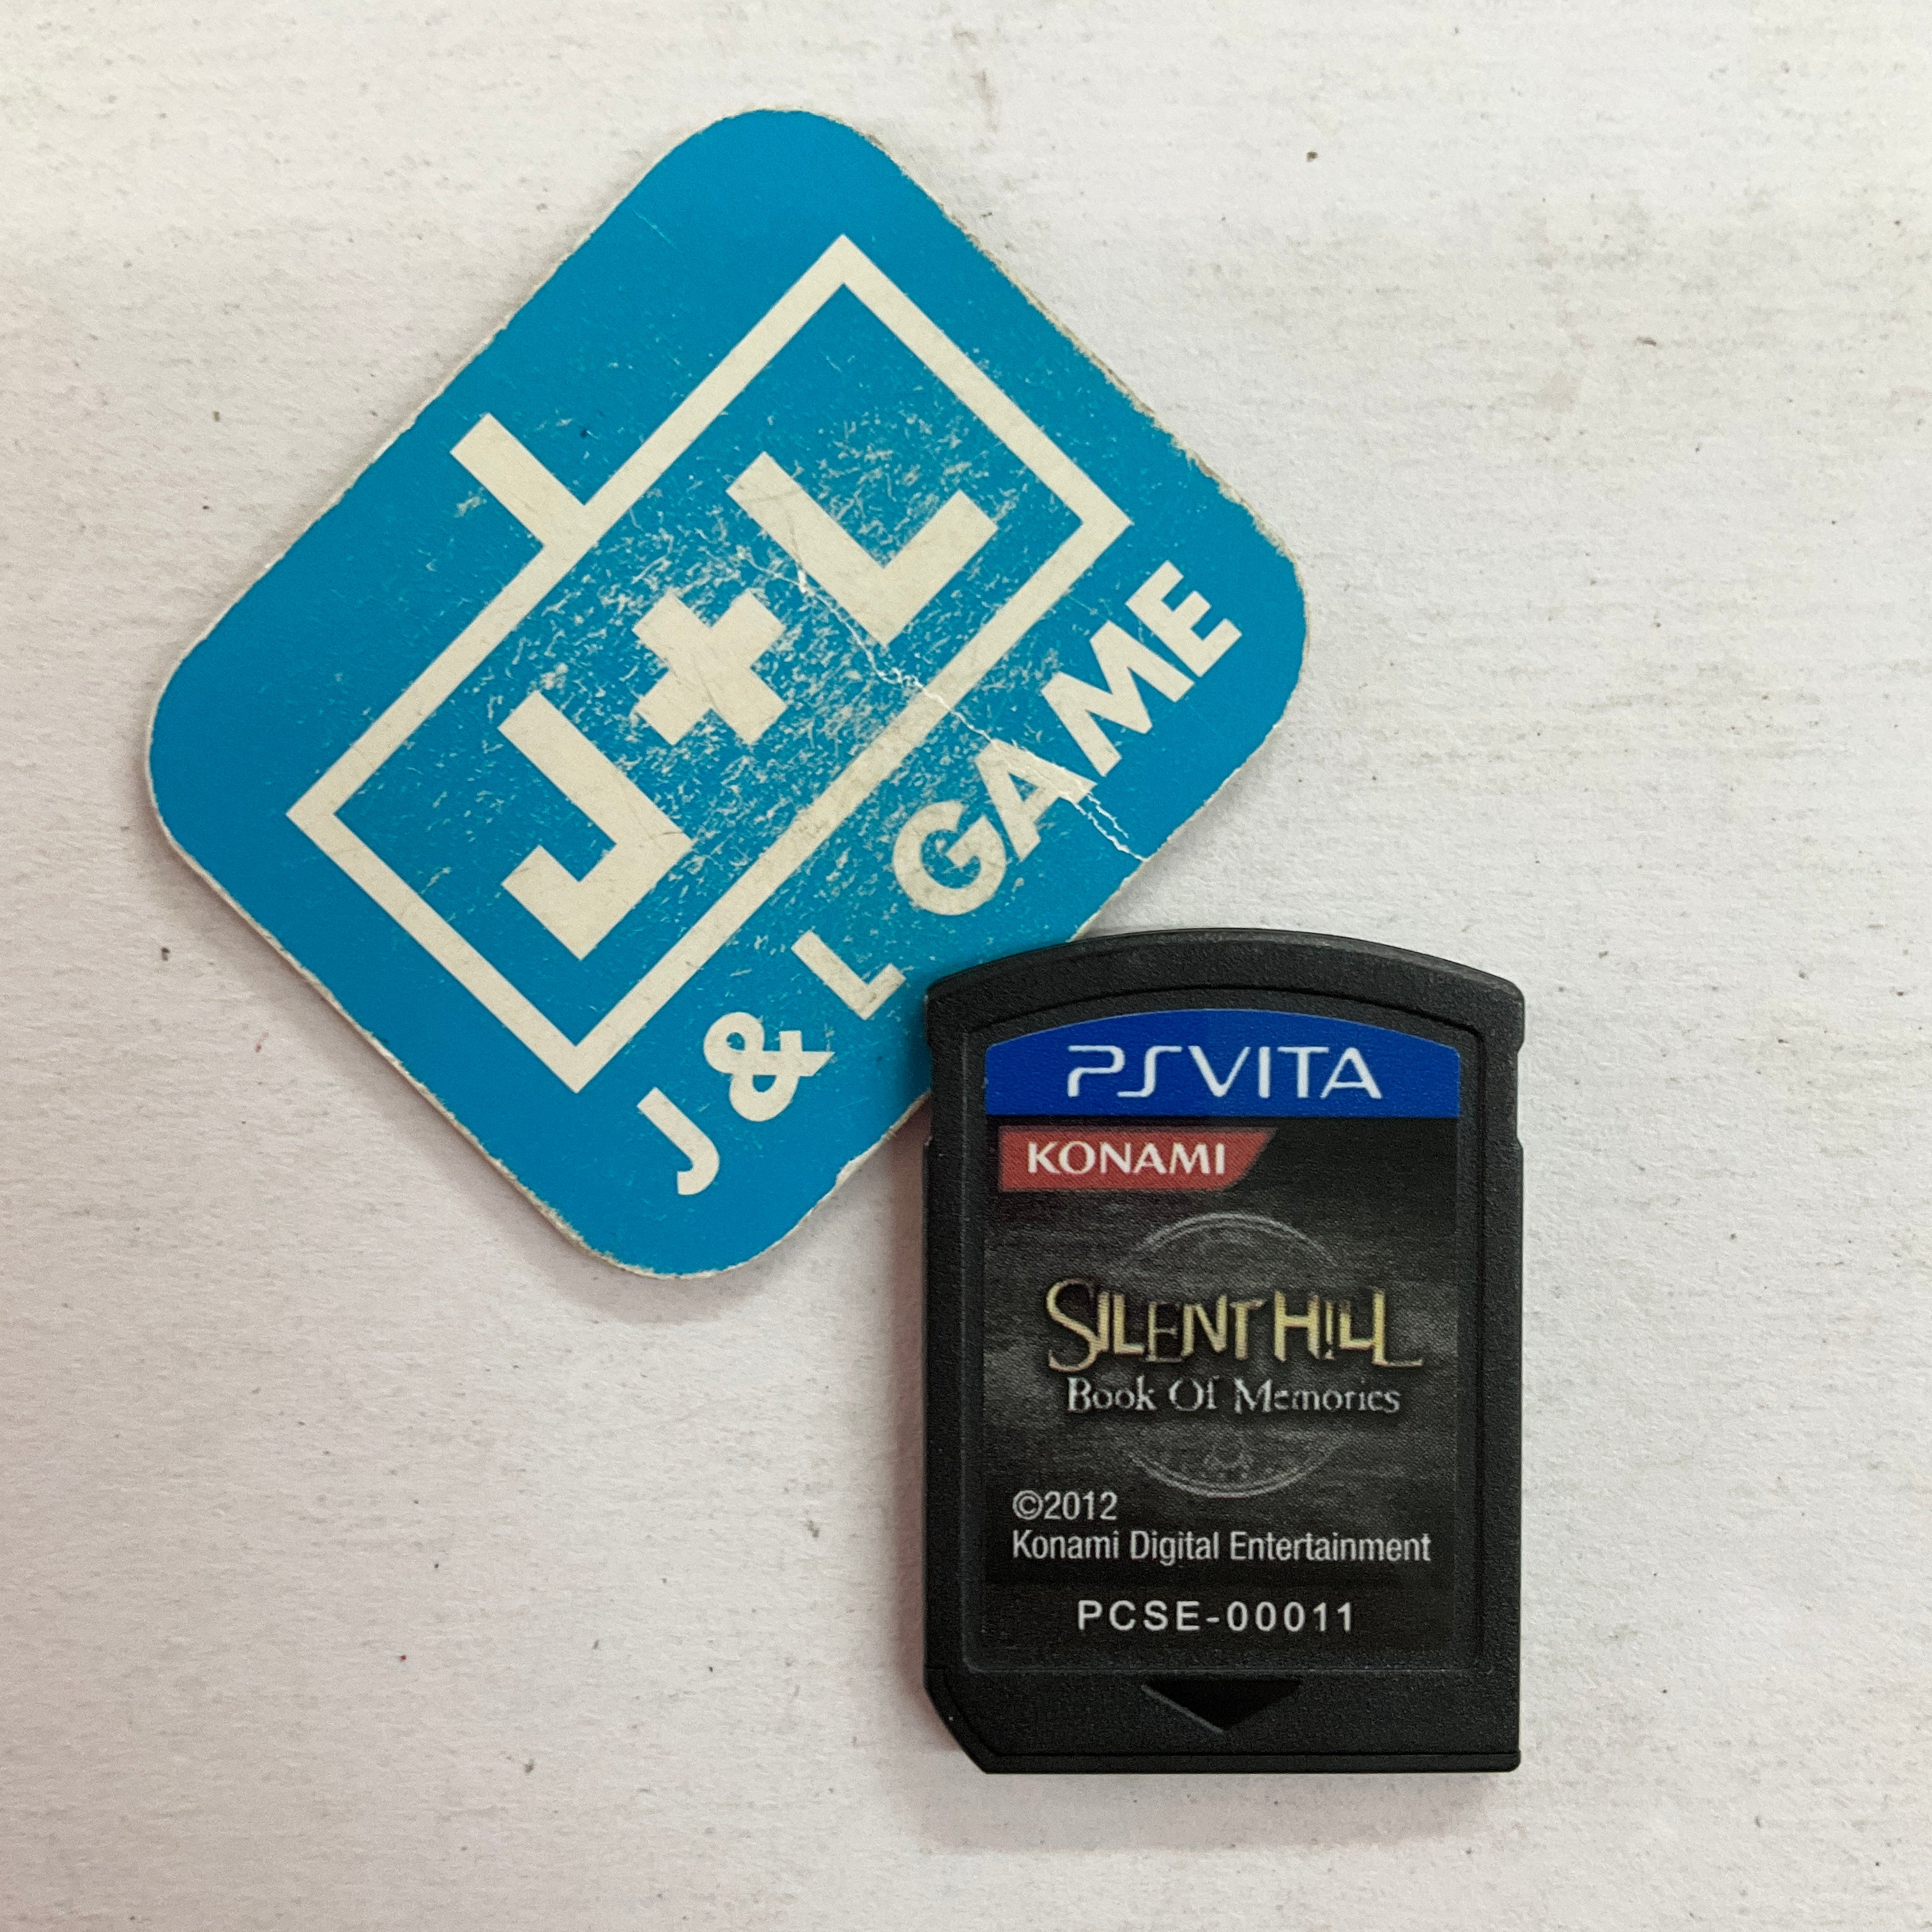 J+L
J & L GAME
PSVITA
KONAMI
SILENT HILL
Book Of Memories
©2012
Konami Digital Entertainment
PCSE-00011